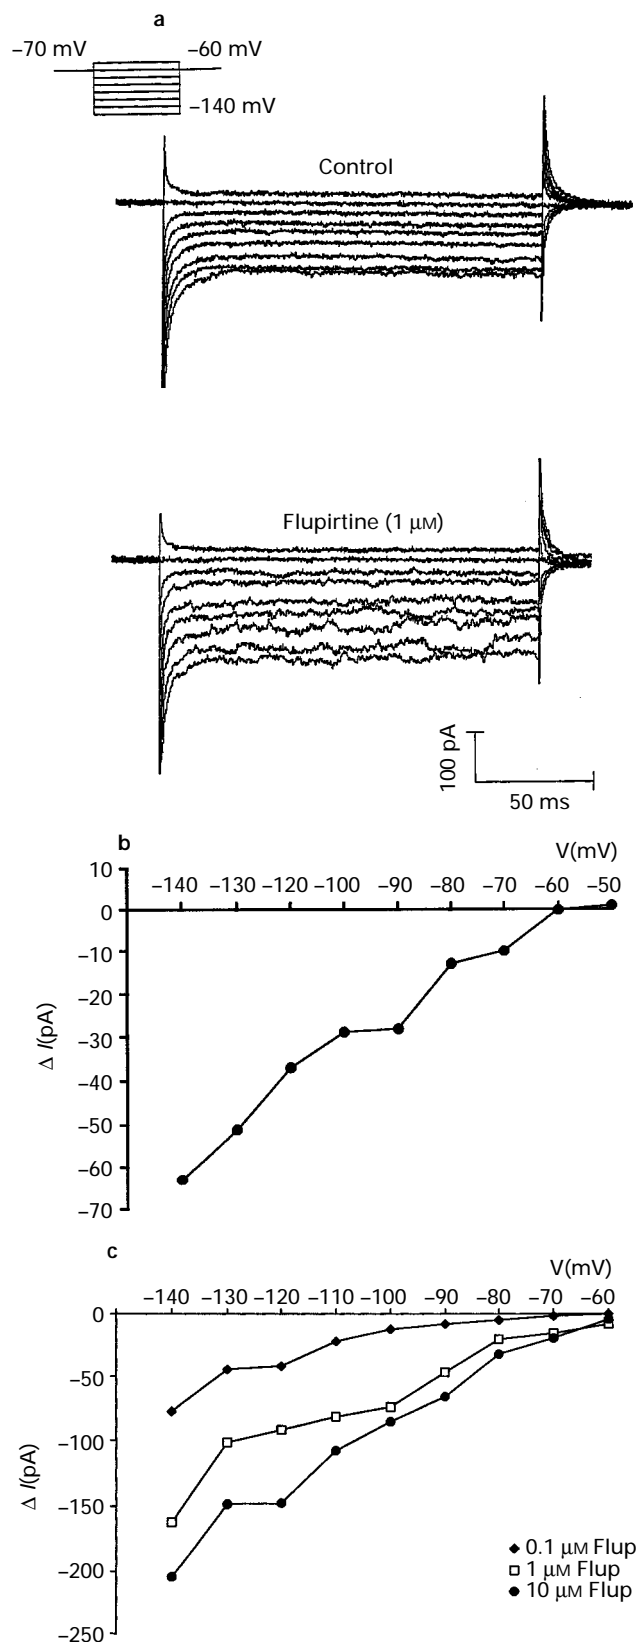 a
−70 mV −60 mV
−140 mV
Control
Flupirtine (1 μM)
100 pA
50 ms
b
V(mV)
10
0
−10
−20
−30
−40
−50
−60
−70
−140 −130 −120 −100 −90 −80 −70 −60 −50
Δ I(pA)
c
V(mV)
−140 −130 −120 −110 −100 −90 −80 −70 −60
0
−50
−100
−150
−200
−250
Δ I(pA)
0.1 μM Flup
1 μM Flup
10 μM Flup